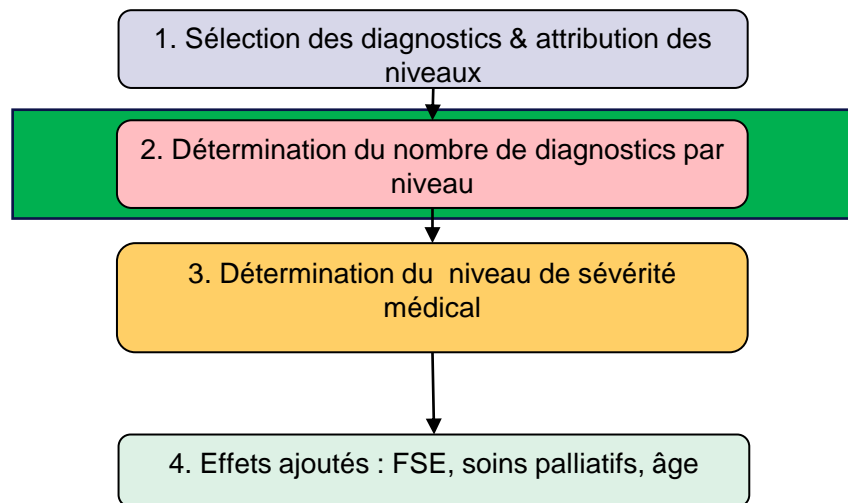 1. Sélection des diagnostics & attribution des
niveaux
2. Détermination du nombre de diagnostics par
niveau
3. Détermination du  niveau de sévérité
médical
4. Effets ajoutés : FSE, soins palliatifs, âge